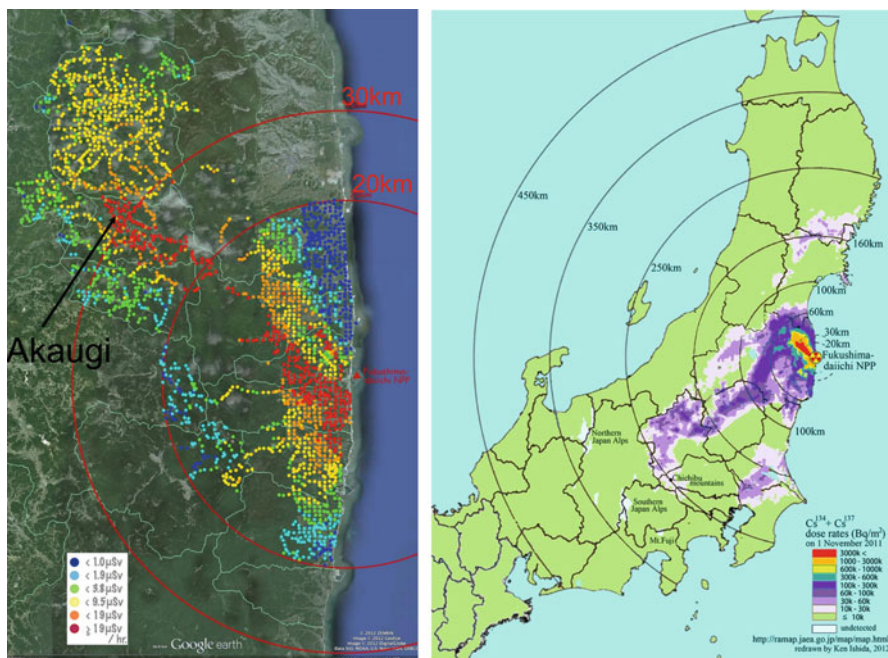 30km
20km
Akaugi
Fukushima-
daiichi NPP
< 1.0μSv
< 1.9μSv
< 3.8μSv
< 9.5μSv
< 19μSv
≧ 19μSv
/ hr.
Google earth
450km
350km
250km
160km
100km
60km
30km
20km
Fukushima-
daiichi NPP
100km
Northern
Japan Alps
Chichiba
mountains
Southern
Japan Alps
Mt.Fuji
Cs134 + Cs137
dose rates (Bq/m²)
on 1 November 2011
3000k <
1000 - 3000k
600k - 1000k
300k - 600k
100k - 300k
60k - 100k
30k - 60k
10k - 30k
≤ 10k
undetected
http://ramap.jaea.go.jp/map/map.html
redrawn by Ken Ishida, 2012